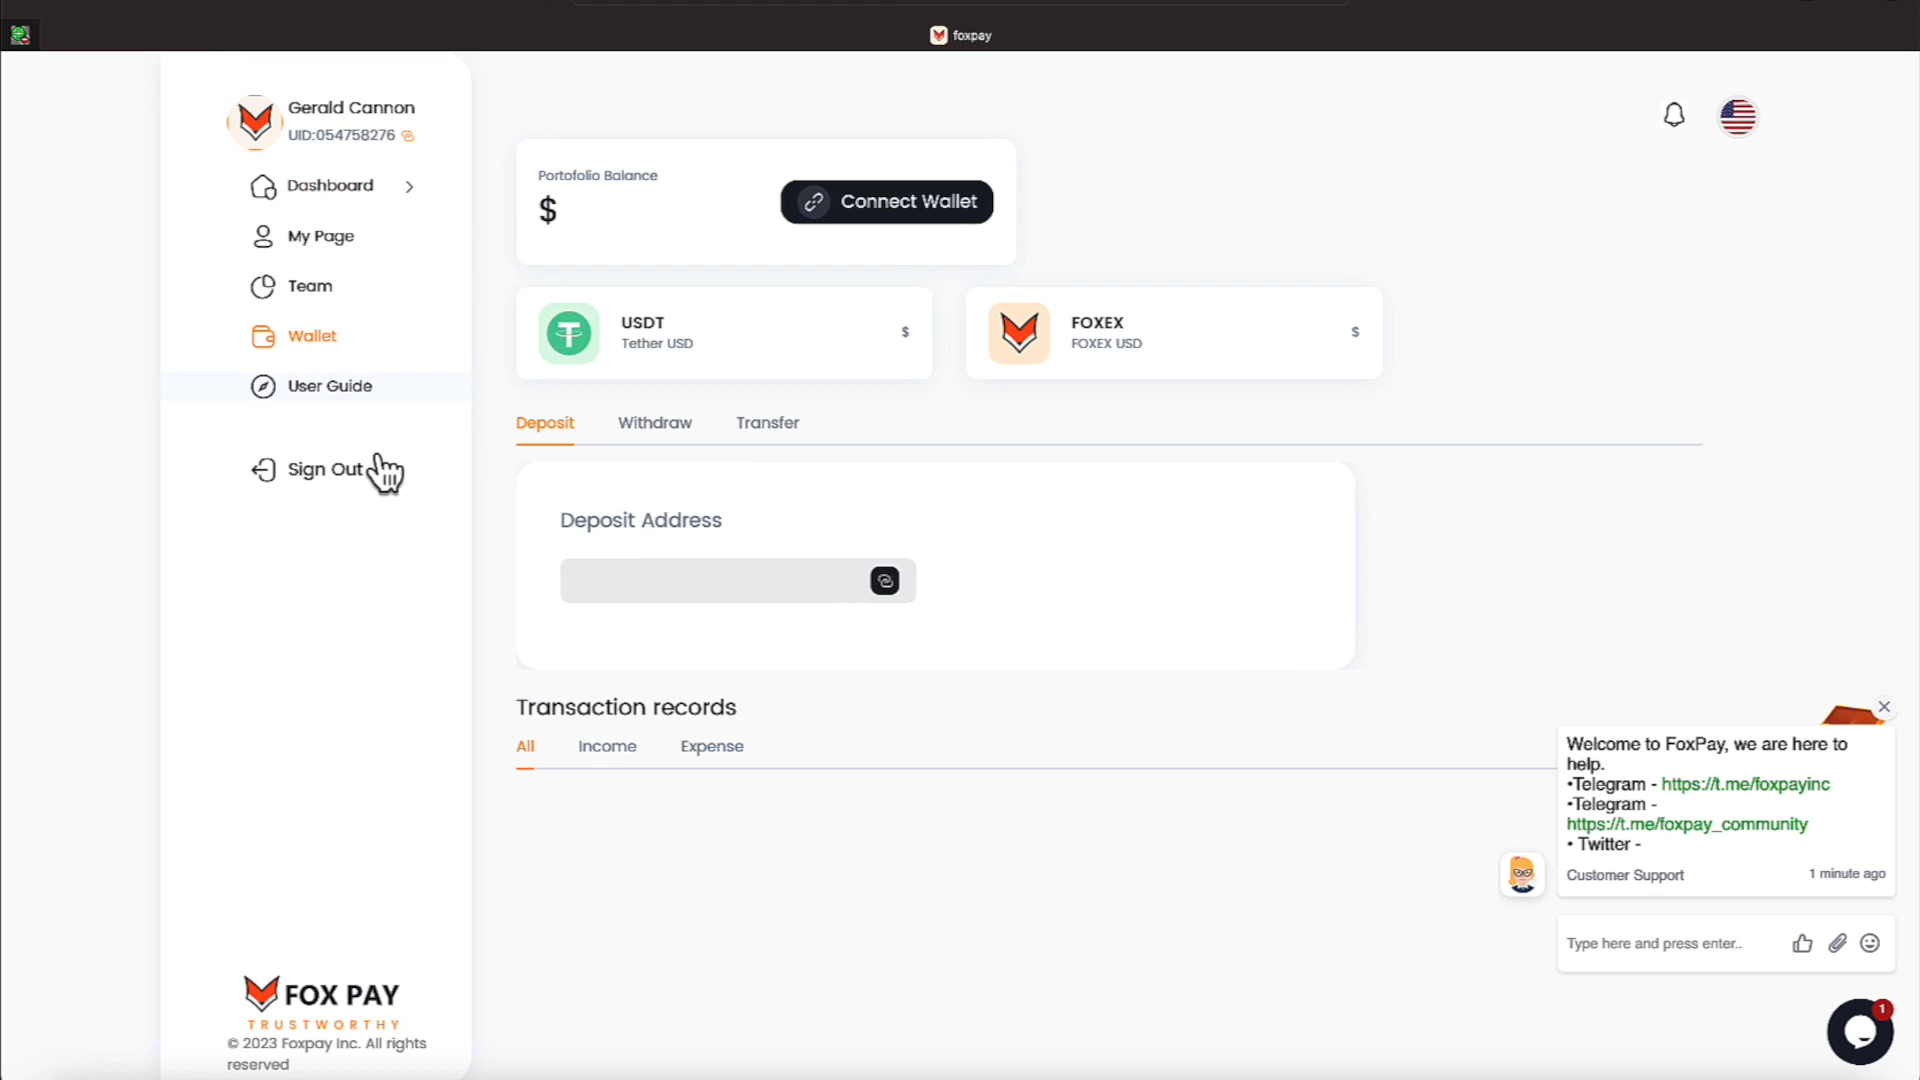 foxpay
Gerald Cannon
UID:054758276
Dashboard
My Page
Team
Wallet
User Guide
Sign Out
FOX PAY
TRUSTWORTHY
© 2023 Foxpay Inc. All rights
reserved
Portofolio Balance
$
Connect Wallet
USDT
Tether USD
$
FOXEX
FOXEX USD
$
Deposit
Withdraw
Transfer
Deposit Address
Transaction records
All
Income
Expense
Welcome to FoxPay, we are here to
help.
•Telegram - https://t.me/foxpayinc
•Telegram -
https://t.me/foxpay_community
• Twitter -
Customer Support
1 minute ago
Type here and press enter..
1